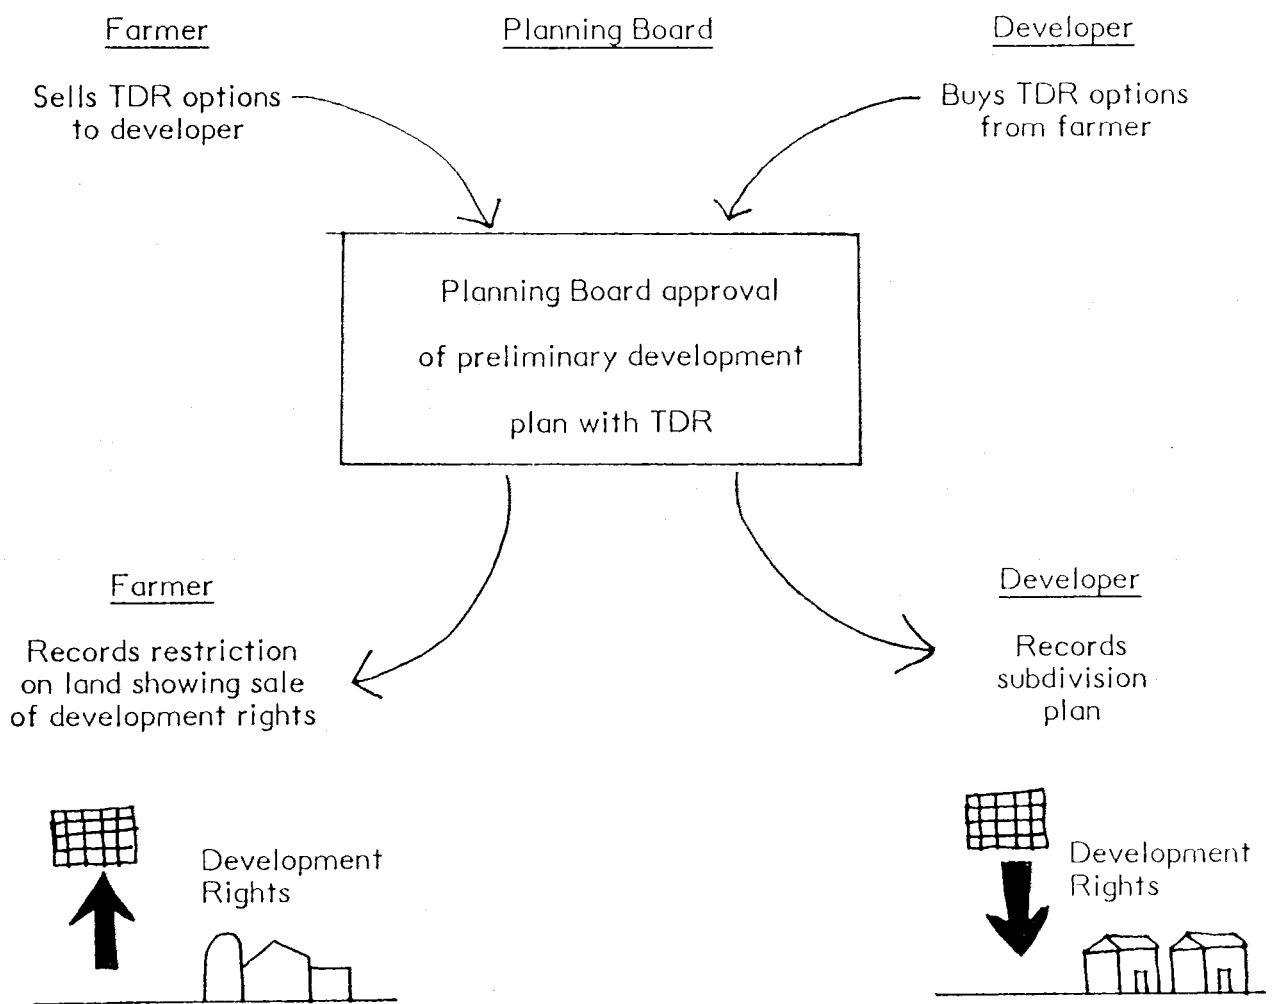 Farmer
Planning Board
Developer
Sells TDR options
to developer
Buys TDR options
from farmer
Planning Board approval
of preliminary development
plan with TDR
Farmer
Records restriction
on land showing sale
of development rights
Developer
Records
subdivision
plan
Development
Rights
Development
Rights